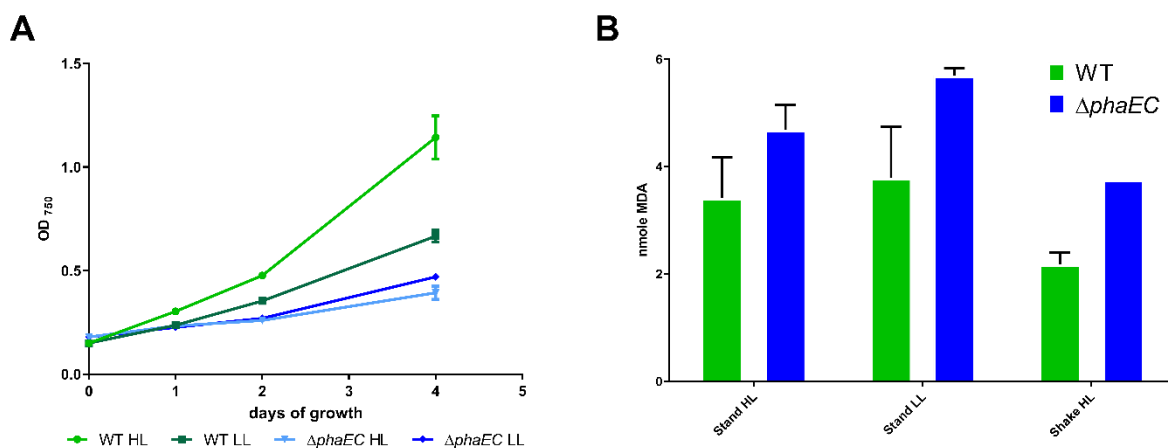 A
1.5
1.0
0.5
0.0
OD 750
0 1 2 3 4 5
days of growth
WT HL WT LL ΔphaEC HL ΔphaEC LL
B
6
4
2
0
nmole MDA
WT
ΔphaEC
Stand HL
Stand LL
Shake HL